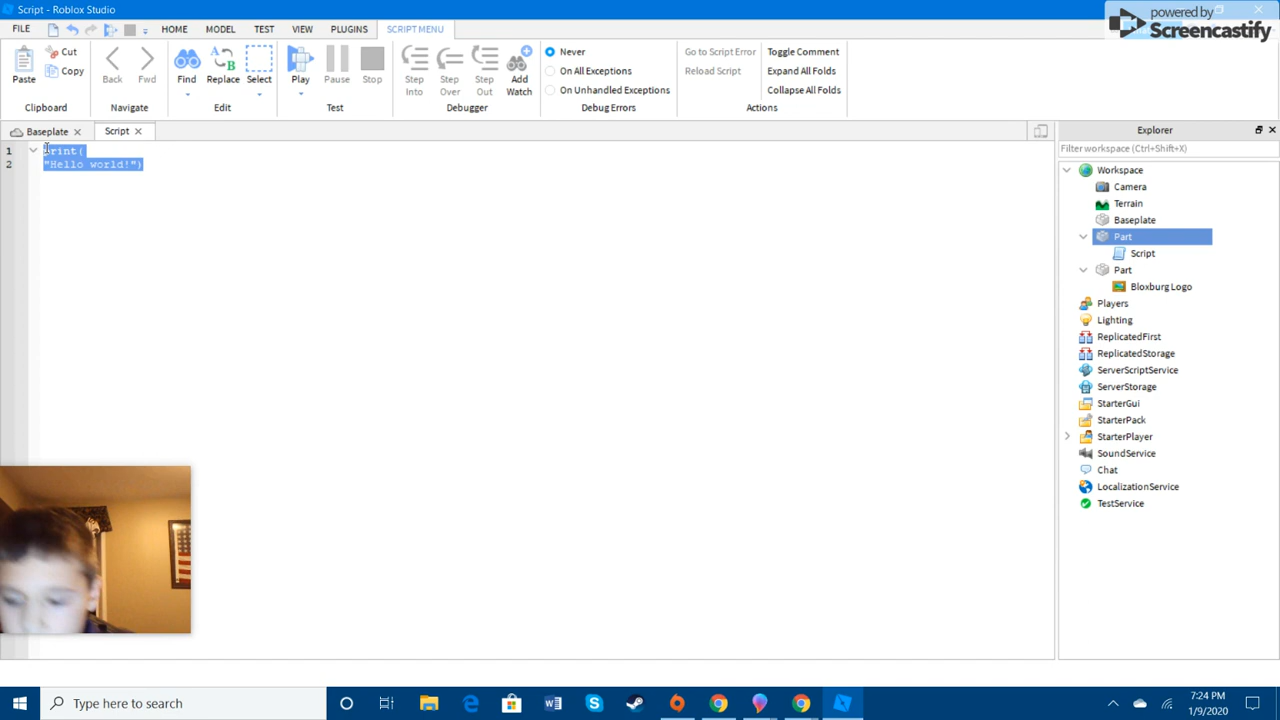 Script - Roblox Studio
powered by
Screencastify
FILE HOME MODEL TEST VIEW PLUGINS SCRIPT MENU
Paste Cut Copy Back Fwd Find Replace Select Play Pause Stop Step Into Step Over Step Out Add Watch
Never
On All Exceptions
On Unhandled Exceptions
Go to Script Error
Reload Script
Toggle Comment
Expand All Folds
Collapse All Folds
Clipboard Navigate Edit Test Debugger Debug Errors Actions
Baseplate Script
Explorer
Filter workspace (Ctrl+Shift+X)
1 print(
2 "Hello world!")
Workspace
Camera
Terrain
Baseplate
Part
Script
Part
Bloxburg Logo
Players
Lighting
ReplicatedFirst
ReplicatedStorage
ServerScriptService
ServerStorage
StarterGui
StarterPack
StarterPlayer
SoundService
Chat
LocalizationService
TestService
Type here to search
7:24 PM
1/9/2020